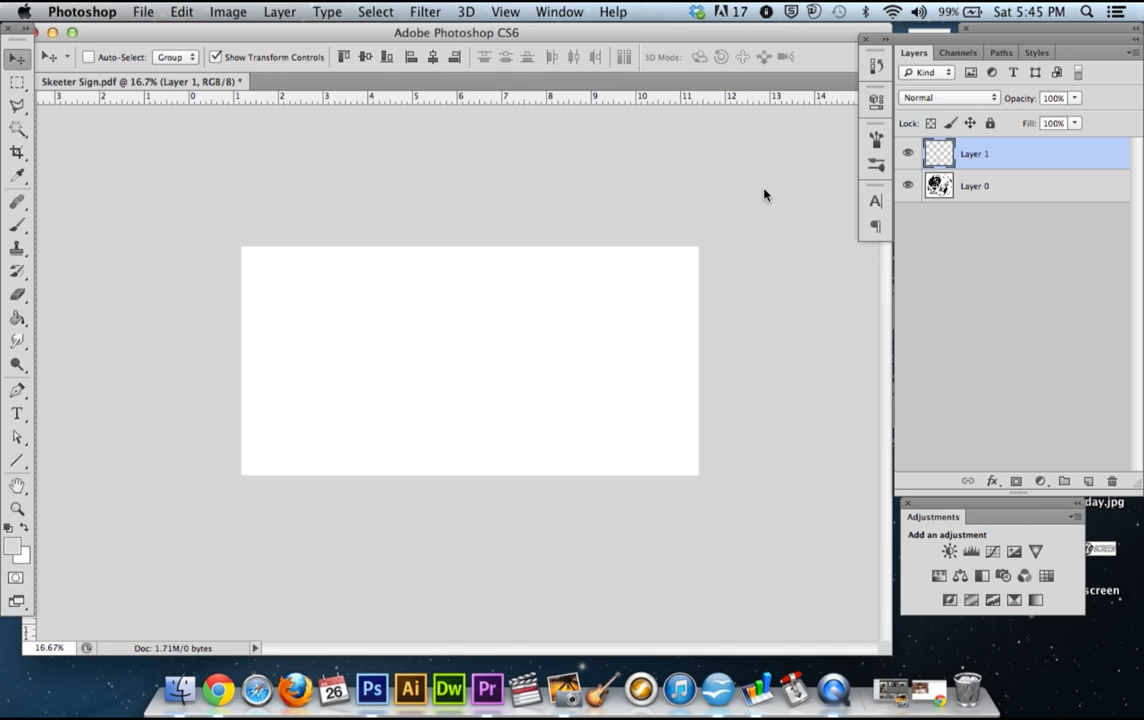 Photoshop File Edit Image Layer Type Select Filter 3D View Window Help 17 99% Sat 5:45 PM
Adobe Photoshop CS6
Auto-Select: Group Show Transform Controls 3D Mode:
Skeeter Sign.pdf @ 16.7% (Layer 1, RGB/8) *
3 2 1 0 1 2 3 4 5 6 7 8 9 10 11 12 13 14
Layers Channels Paths Styles
Kind
Normal Opacity: 100%
Lock: Fill: 100%
Layer 1
Layer 0
day.jpg
Adjustments
Add an adjustment
SCREEN
screen
16.67% Doc: 1.71M/0 bytes
26 Ps Ai Dw Pr